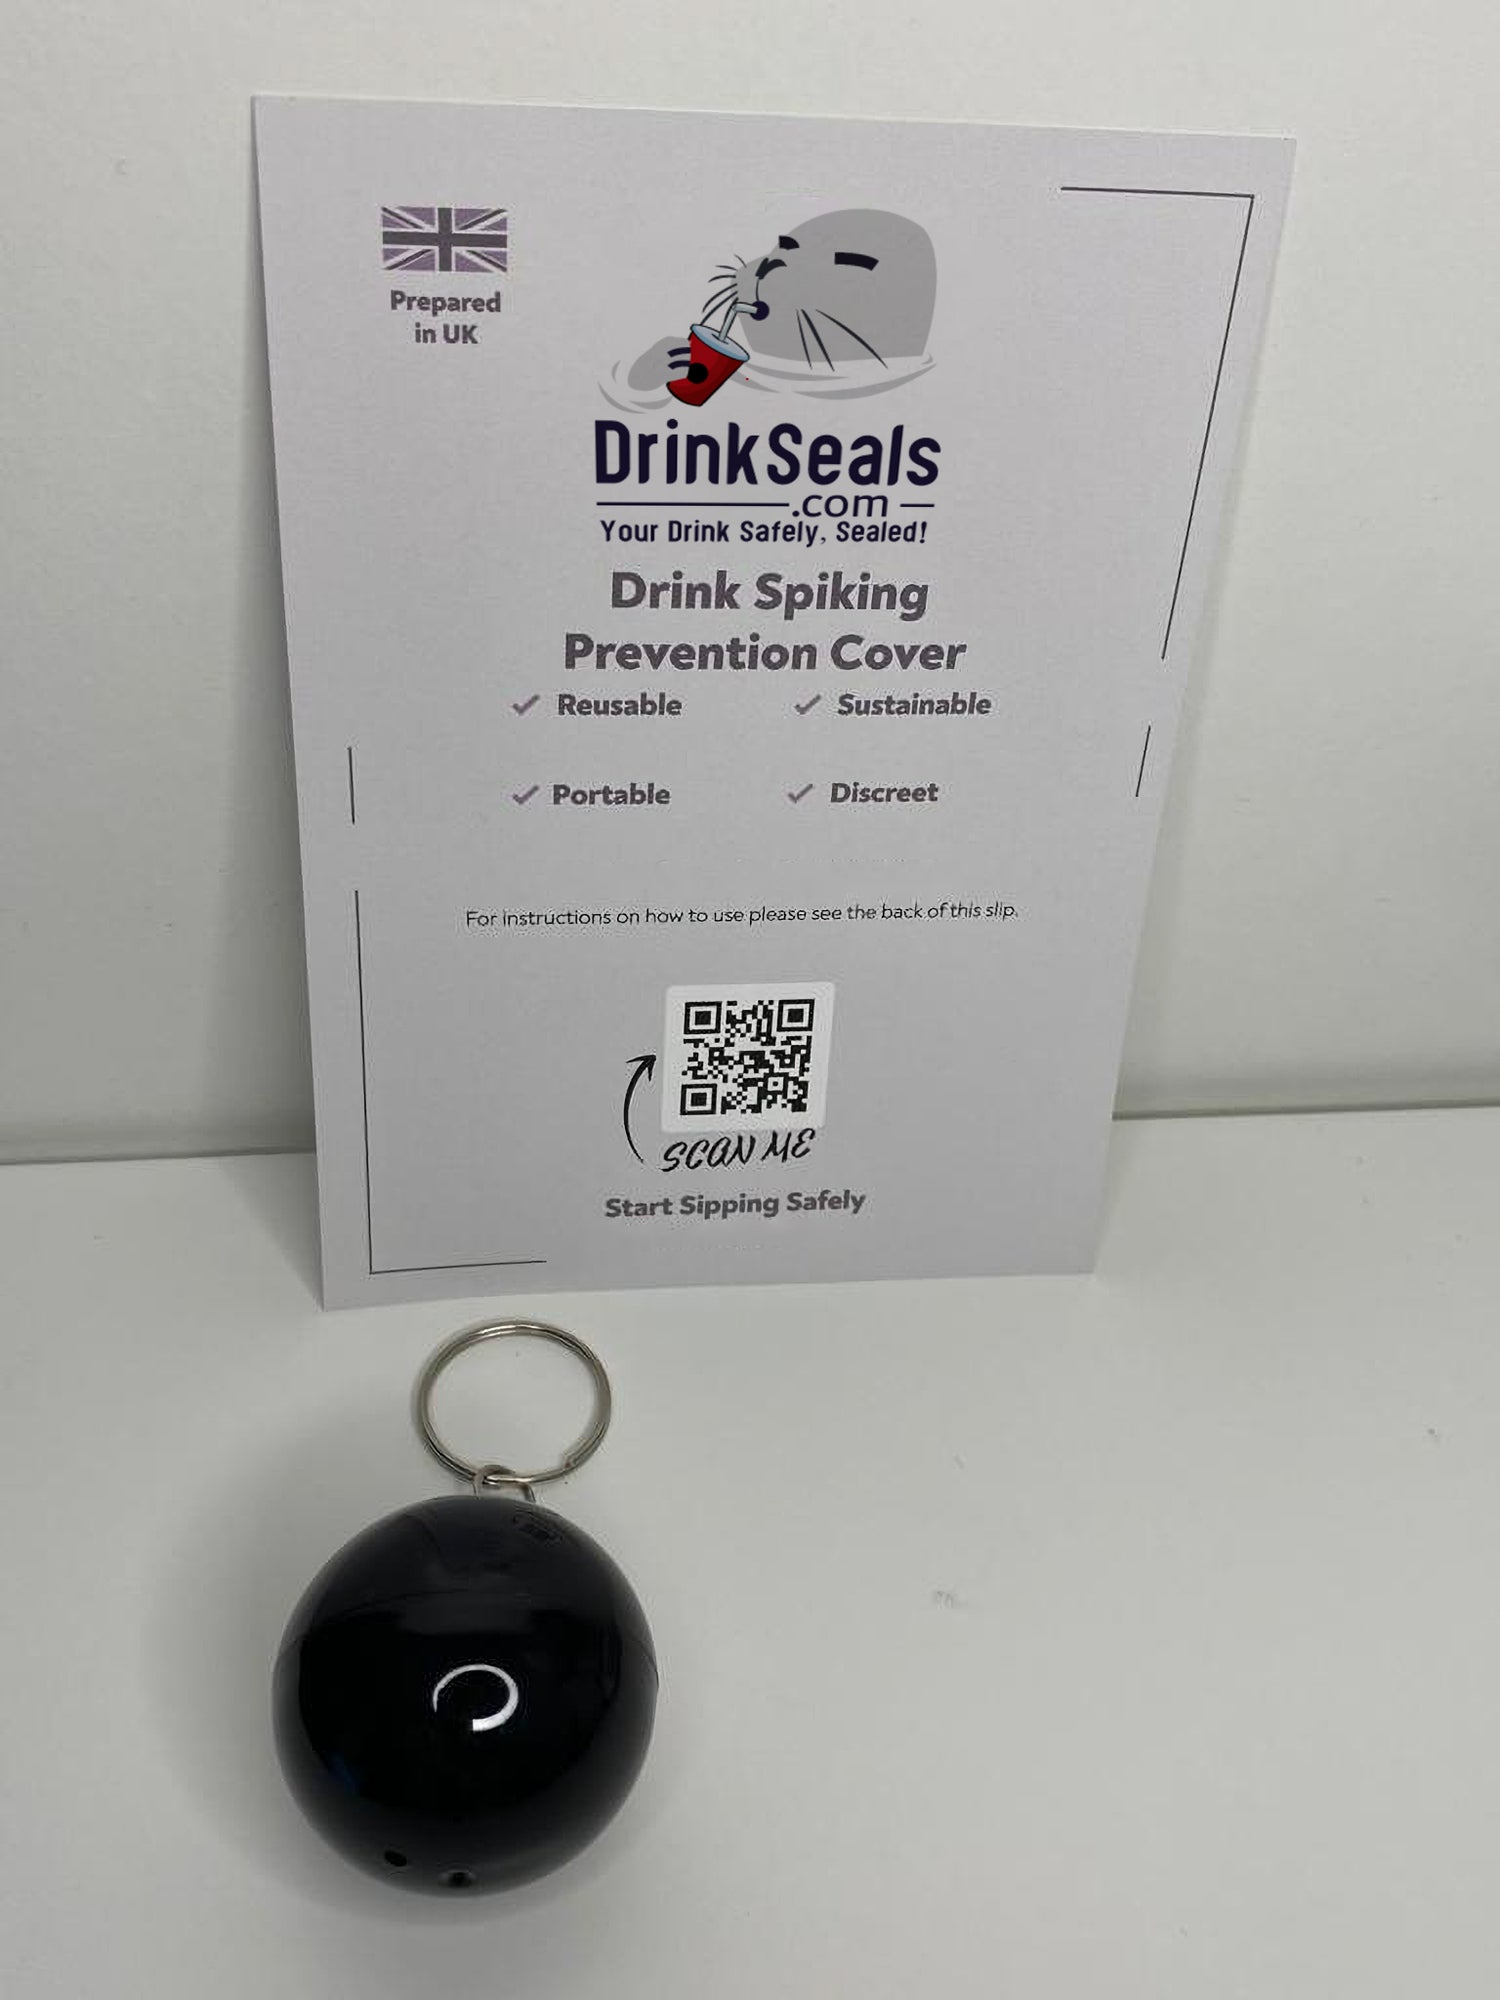 Prepared
in UK
DrinkSeals
.com
Your Drink Safely, Sealed!
Drink Spiking
Prevention Cover
Reusable
Sustainable
Portable
Discreet
For instructions on how to use please see the back of this slip.
SCAN ME
Start Sipping Safely